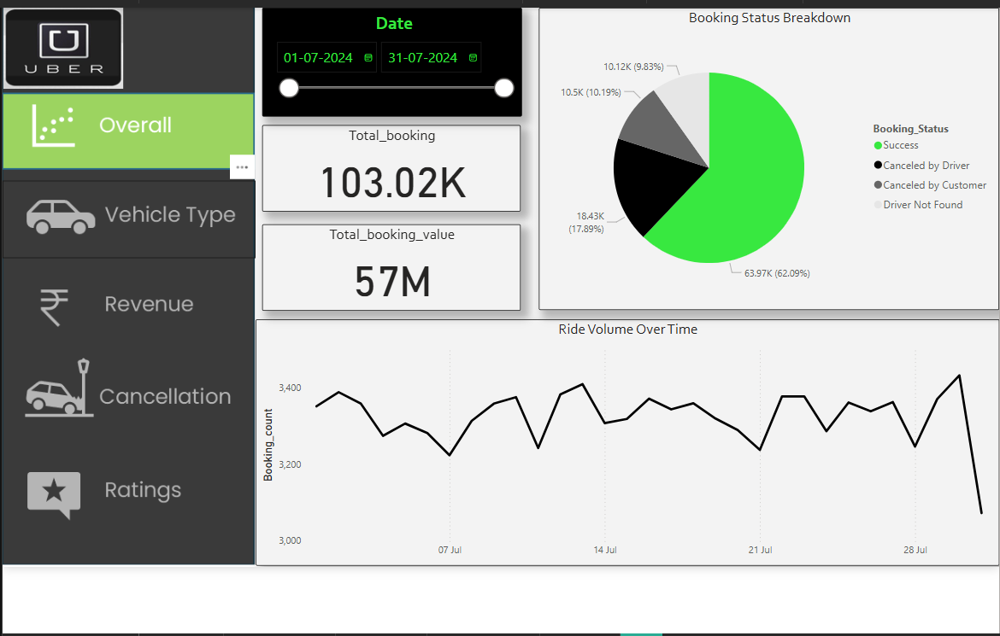 UBER
Overall
...
Vehicle Type
Revenue
Cancellation
Ratings
Date
01-07-2024
31-07-2024
Total_booking
103.02K
Total_booking_value
57M
Booking Status Breakdown
10.12K (9.83%)
10.5K (10.19%)
18.43K
(17.89%)
63.97K (62.09%)
Booking_Status
Success
Canceled by Driver
Canceled by Customer
Driver Not Found
Ride Volume Over Time
Booking_count
3,400
3,200
3,000
07 Jul
14 Jul
21 Jul
28 Jul